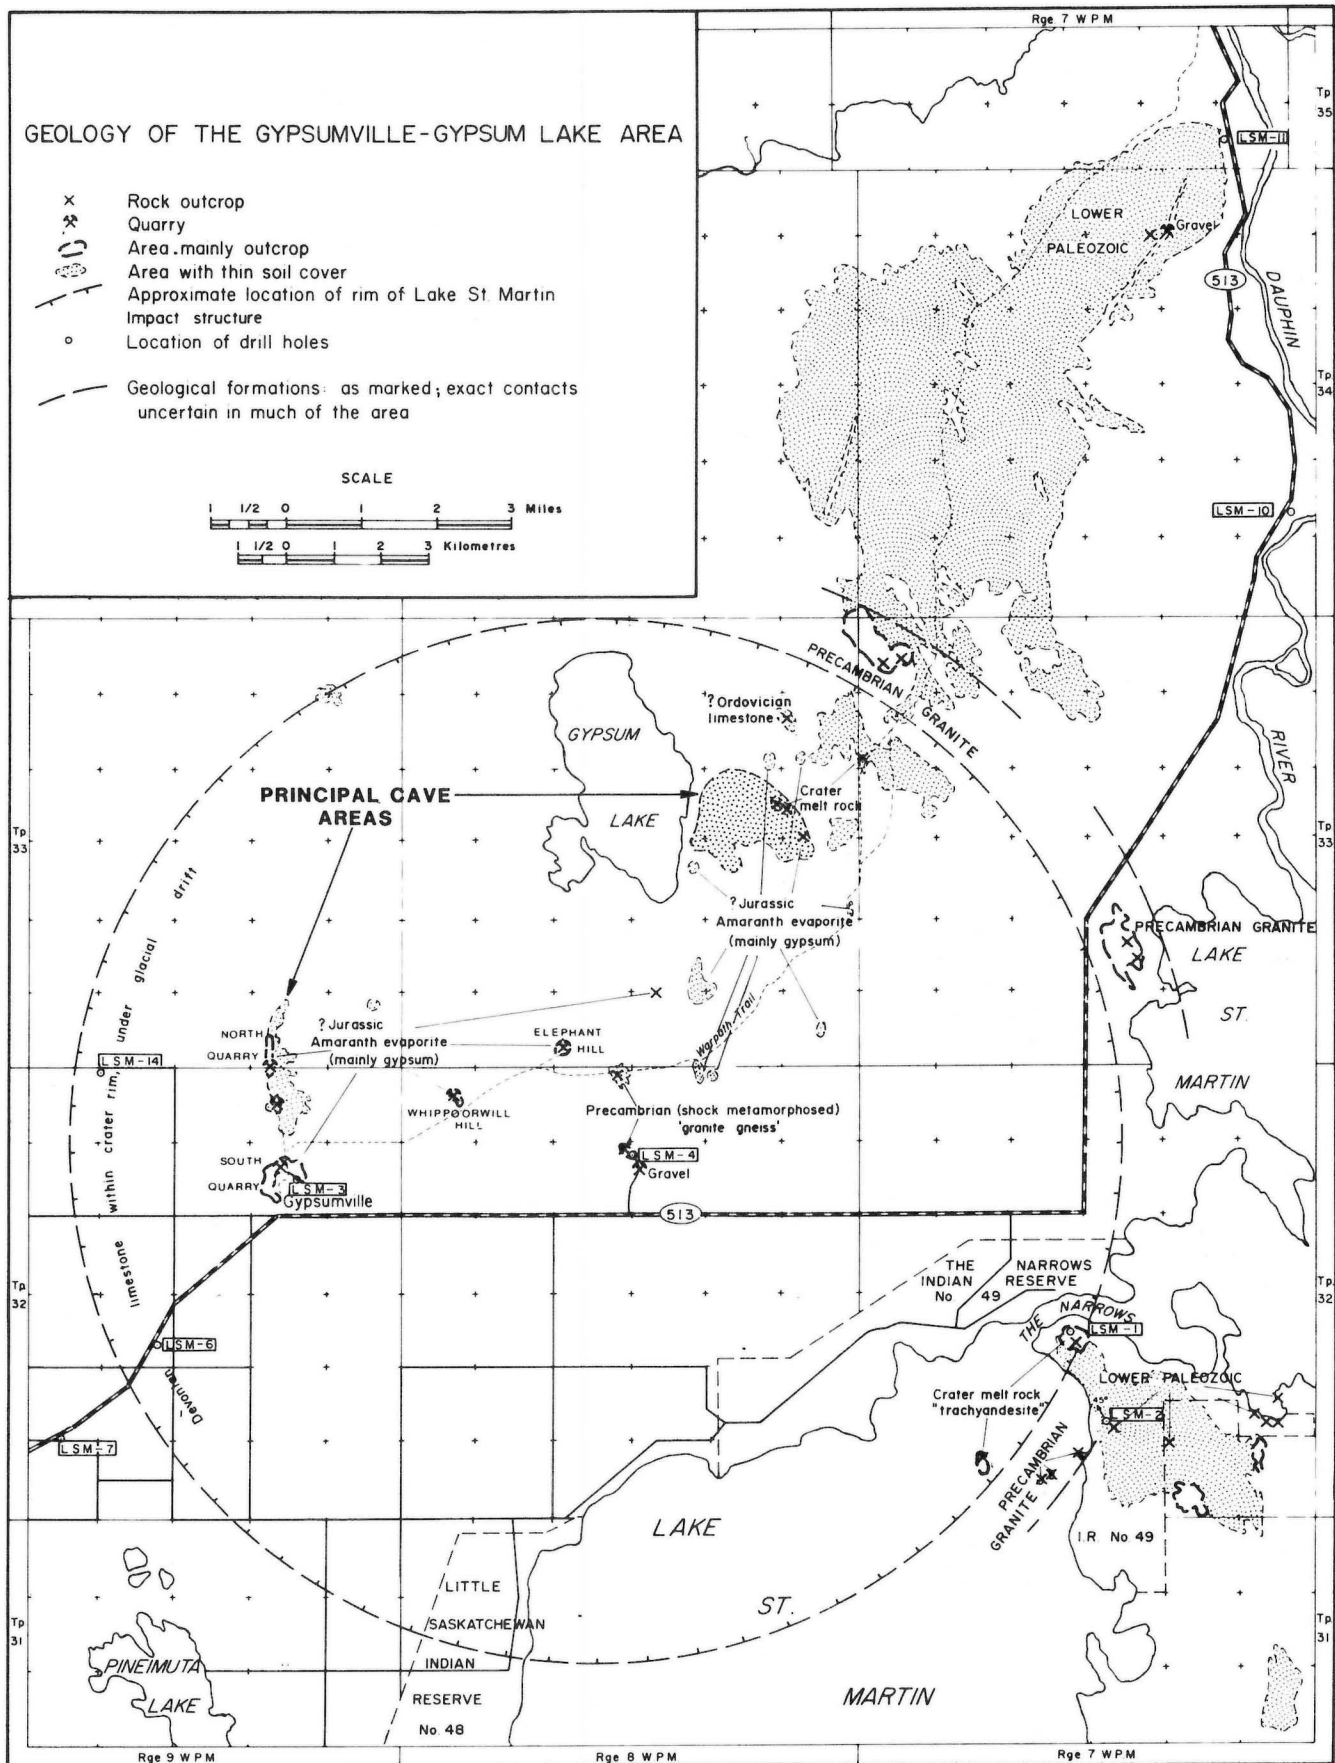 Rge 7 W P M
GEOLOGY OF THE GYPSUMVILLE-GYPSUM LAKE AREA
Rock outcrop
Quarry
Area mainly outcrop
Area with thin soil cover
Approximate location of rim of Lake St. Martin
Impact structure
Location of drill holes
Geological formations: as marked; exact contacts
uncertain in much of the area
SCALE
1 1/2 0 1 2 3 Miles
1 1/2 0 1 2 3 Kilometres
Tp
35
LSM-11
LOWER
PALEOZOIC
Gravel
513
DAUPHIN
Tp
34
LSM-10
RIVER
PRECAMBRIAN
GRANITE
? Ordovician
limestone
GYPSUM
LAKE
PRINCIPAL CAVE
AREAS
Crater
melt rock
Tp
33
Tp
33
? Jurassic
Amaranth evaporite
(mainly gypsum)
PRECAMBRIAN GRANITE
LAKE
ST.
MARTIN
Devonian limestone within crater rim, under glacial drift
NORTH
QUARRY
? Jurassic
Amaranth evaporite
(mainly gypsum)
ELEPHANT
HILL
Warpath Trail
LSM-14
WHIPPOORWILL
HILL
Precambrian (shock metamorphosed)
'granite gneiss'
SOUTH
QUARRY
LSM-3
Gypsumville
LSM-4
Gravel
513
THE NARROWS
INDIAN RESERVE
No 49
Tp
32
Tp
32
THE NARROWS
LSM-1
LSM-6
LOWER PALEOZOIC
Crater melt rock
"trachyandesite"
45°
LSM-2
LSM-7
PRECAMBRIAN
GRANITE
LAKE
I.R. No 49
LITTLE
SASKATCHEWAN
INDIAN
RESERVE
No. 48
ST.
Tp
31
Tp
31
PINEIMUTA
LAKE
MARTIN
Rge 9 W P M
Rge 8 W P M
Rge 7 W P M